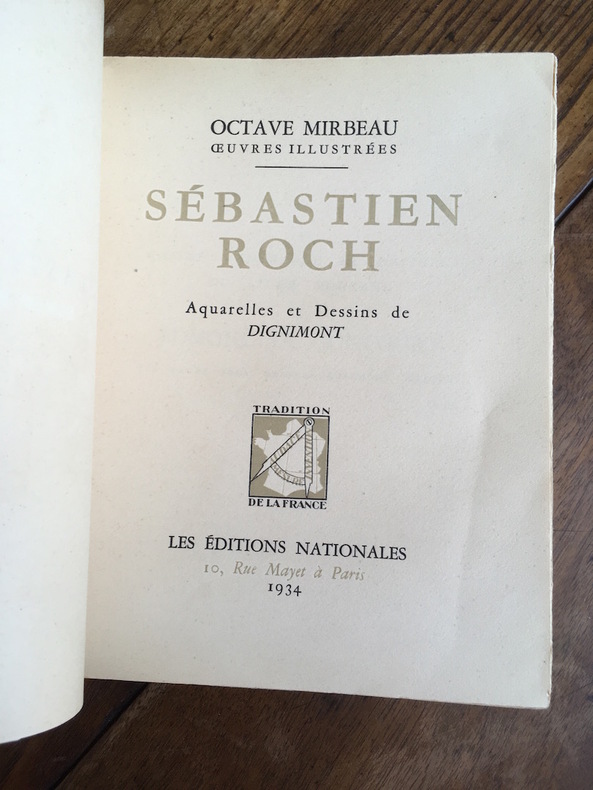 OCTAVE MIRBEAU
ŒUVRES ILLUSTRÉES
SÉBASTIEN
ROCH
Aquarelles et Dessins de
DIGNIMONT
TRADITION
DE LA FRANCE
LES ÉDITIONS NATIONALES
10, Rue Mayet à Paris
1934